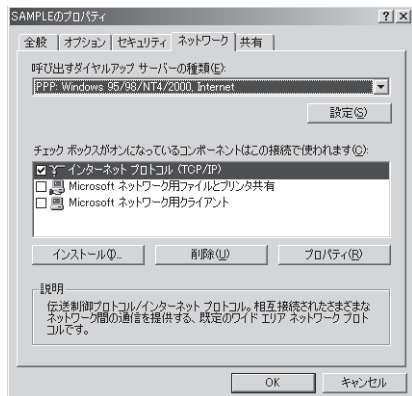 SAMPLEのプロパティ
全般 オプション セキュリティ ネットワーク 共有
呼び出すダイヤルアップ サーバーの種類(E):
PPP: Windows 95/98/NT4/2000, Internet
設定(S)
チェック ボックスがオンになっているコンポーネントはこの接続で使われます(C):
インターネット プロトコル (TCP/IP)
Microsoft ネットワーク用ファイルとプリンタ共有
Microsoft ネットワーク用クライアント
インストール(I)... 削除(U) プロパティ(R)
説明
伝送制御プロトコル/インターネット プロトコル。相互接続されたさまざまな
ネットワーク間の通信を提供する、既定のワイド エリア ネットワーク プロト
コルです。
OK キャンセル